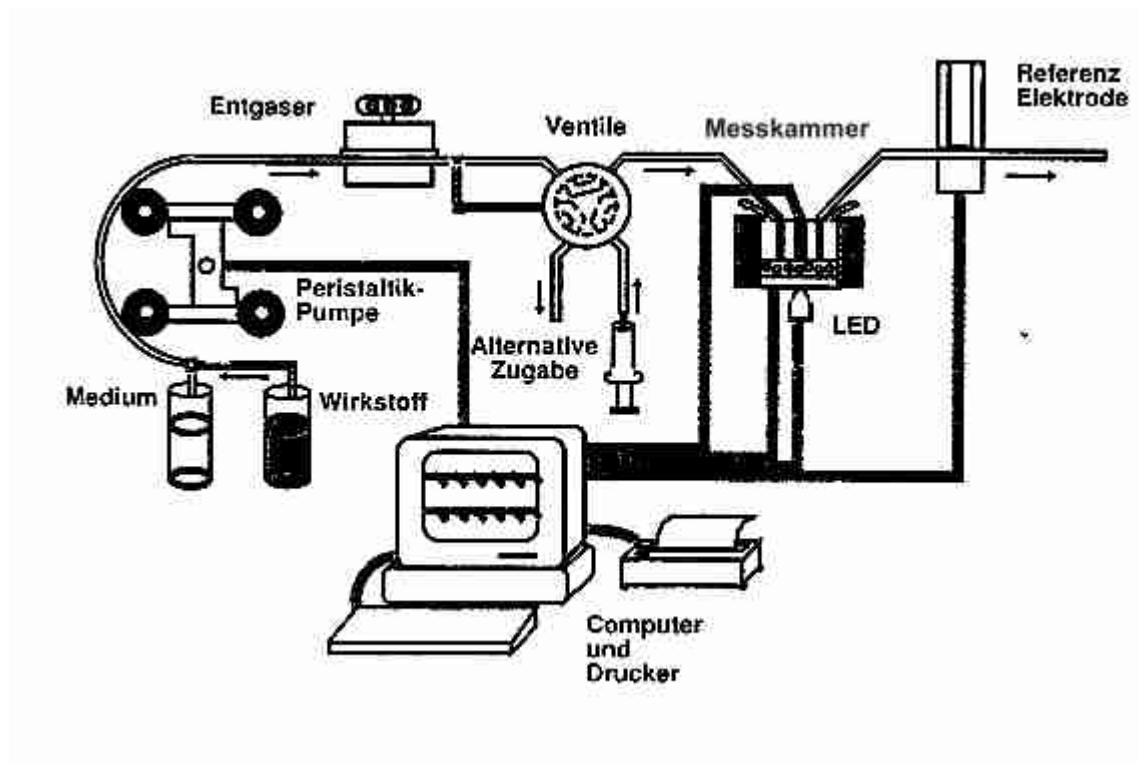 Entgaser
Ventile
Messkammer
Referenz
Elektrode
Peristaltik-
Pumpe
LED
Alternative
Zugabe
Medium
Wirkstoff
Computer
und
Drucker